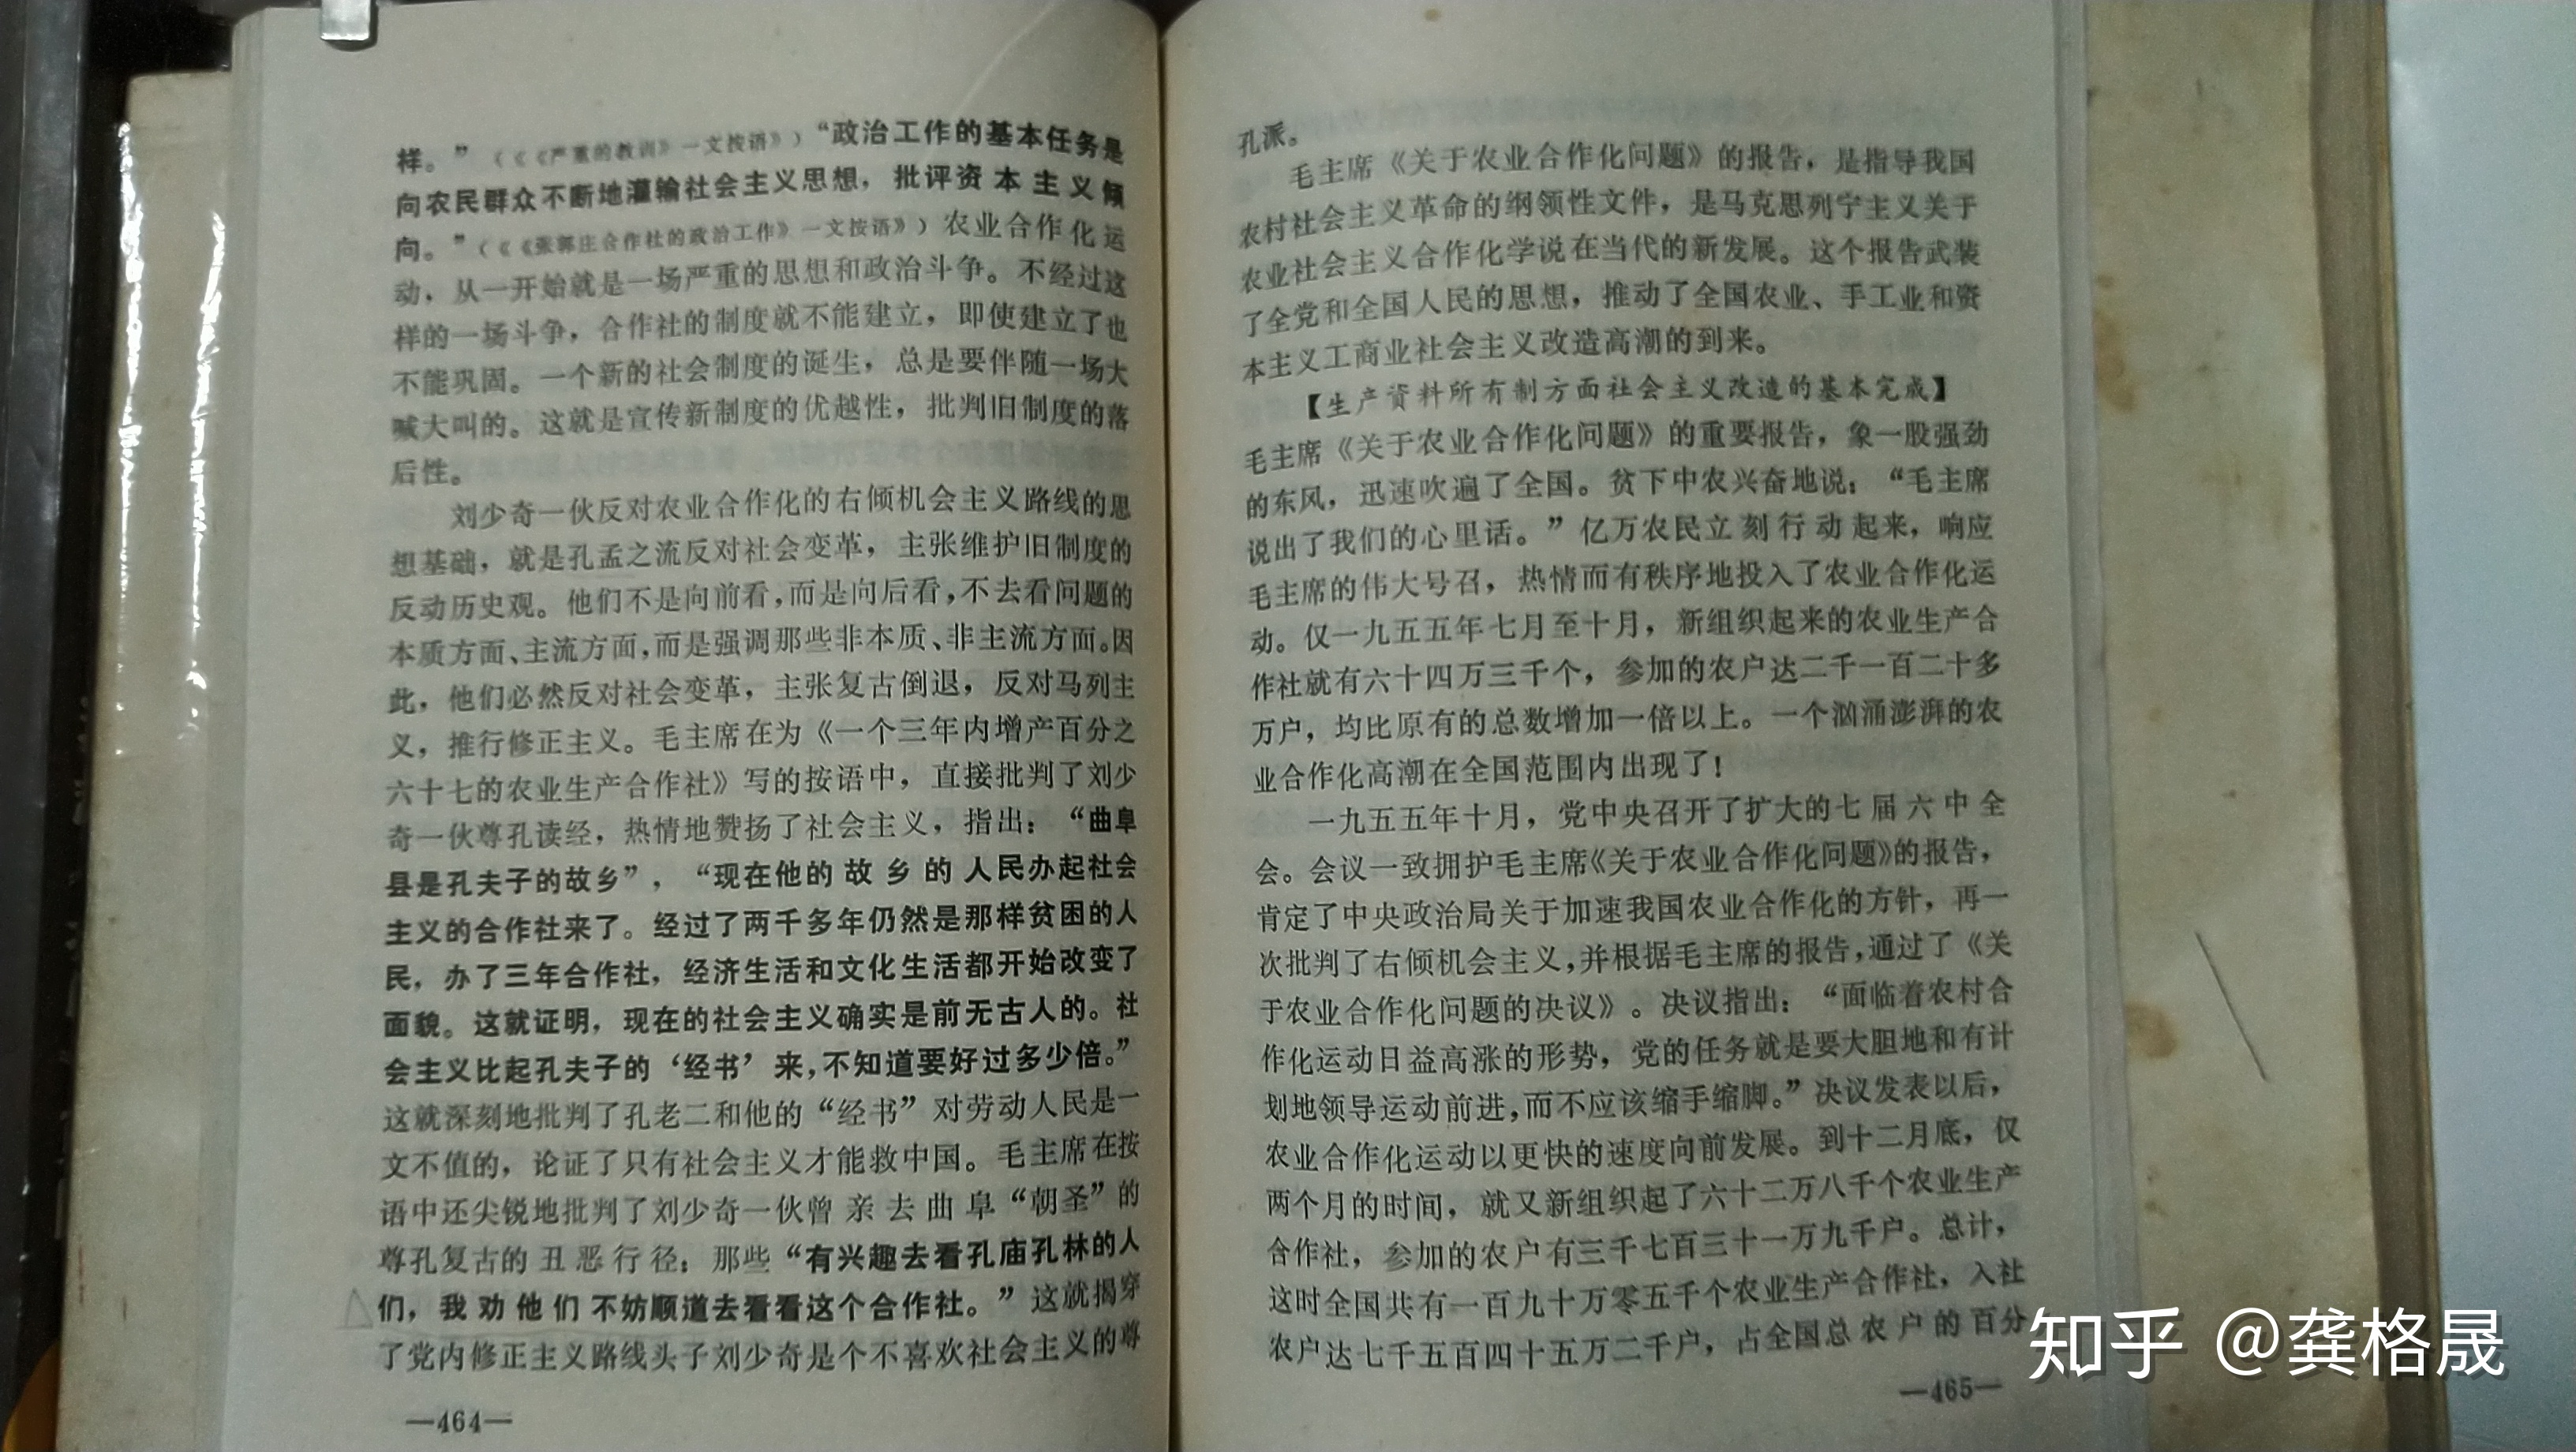 样。”（《《严重的教训》一文按语》）“政治工作的基本任务是
向农民群众不断地灌输社会主义思想，批评资本主义倾
向。”（《《张郭庄合作社的政治工作》一文按语》）农业合作化运
动，从一开始就是一场严重的思想和政治斗争。不经过这
样的一场斗争，合作社的制度就不能建立，即使建立了也
不能巩固。一个新的社会制度的诞生，总是要伴随一场大
喊大叫的。这就是宣传新制度的优越性，批判旧制度的落
后性。
刘少奇一伙反对农业合作化的右倾机会主义路线的思
想基础，就是孔孟之流反对社会变革，主张维护旧制度的
反动历史观。他们不是向前看，而是向后看，不去看问题的
本质方面、主流方面，而是强调那些非本质、非主流方面。因
此，他们必然反对社会变革，主张复古倒退，反对马列主
义，推行修正主义。毛主席在为《一个三年内增产百分之
六十七的农业生产合作社》写的按语中，直接批判了刘少
奇一伙尊孔读经，热情地赞扬了社会主义，指出：“曲阜
县是孔夫子的故乡”，“现在他的故乡的人民办起社会
主义的合作社来了。经过了两千多年仍然是那样贫困的人
民，办了三年合作社，经济生活和文化生活都开始改变了
面貌。这就证明，现在的社会主义确实是前无古人的。社
会主义比起孔夫子的‘经书’来，不知道要好过多少倍。”
这就深刻地批判了孔老二和他的“经书”对劳动人民是一
文不值的，论证了只有社会主义才能救中国。毛主席在按
语中还尖锐地批判了刘少奇一伙曾亲去曲阜“朝圣”的
尊孔复古的丑恶行径：那些“有兴趣去看孔庙孔林的人
们，我劝他们不妨顺道去看看这个合作社。”这就揭穿
了党内修正主义路线头子刘少奇是个不喜欢社会主义的尊
—464—
孔派。
毛主席《关于农业合作化问题》的报告，是指导我国
农村社会主义革命的纲领性文件，是马克思列宁主义关于
农业社会主义合作化学说在当代的新发展。这个报告武装
了全党和全国人民的思想，推动了全国农业、手工业和资
本主义工商业社会主义改造高潮的到来。
【生产资料所有制方面社会主义改造的基本完成】
毛主席《关于农业合作化问题》的重要报告，象一股强劲
的东风，迅速吹遍了全国。贫下中农兴奋地说：“毛主席
说出了我们的心里话。”亿万农民立刻行动起来，响应
毛主席的伟大号召，热情而有秩序地投入了农业合作化运
动。仅一九五五年七月至十月，新组织起来的农业生产合
作社就有六十四万三千个，参加的农户达二千一百二十多
万户，均比原有的总数增加一倍以上。一个汹涌澎湃的农
业合作化高潮在全国范围内出现了！
一九五五年十月，党中央召开了扩大的七届六中全
会。会议一致拥护毛主席《关于农业合作化问题》的报告，
肯定了中央政治局关于加速我国农业合作化的方针，再一
次批判了右倾机会主义，并根据毛主席的报告，通过了《关
于农业合作化问题的决议》。决议指出：“面临着农村合
作化运动日益高涨的形势，党的任务就是要大胆地和有计
划地领导运动前进，而不应该缩手缩脚。”决议发表以后，
农业合作化运动以更快的速度向前发展。到十二月底，仅
两个月的时间，就又新组织起了六十二万八千个农业生产
合作社，参加的农户有三千七百三十一万九千户。总计，
这时全国共有一百九十万零五千个农业生产合作社，入社
农户达七千五百四十五万二千户，占全国总农户的百分
—465—
知乎 @龚格晟